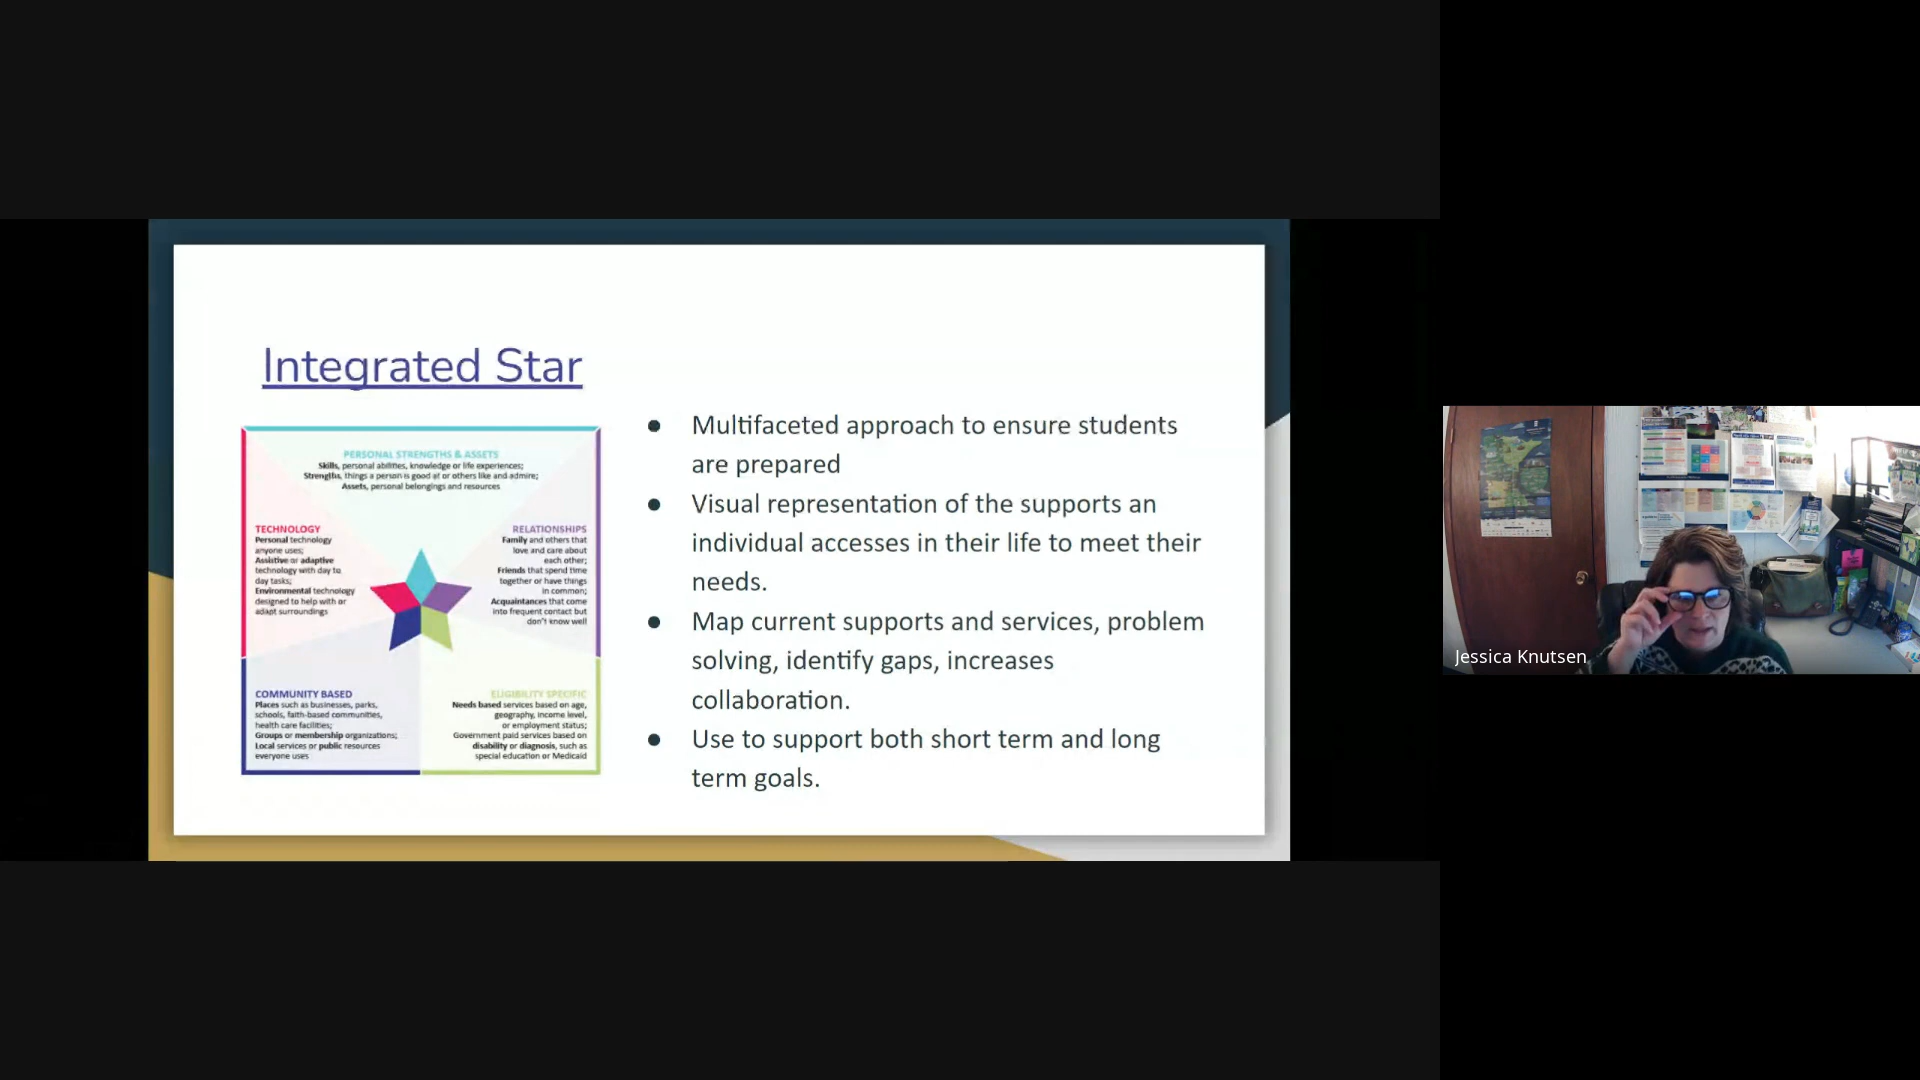 Integrated Star
PERSONAL STRENGTHS & ASSETS
Skills, personal abilities, knowledge or life experiences;
Strengths, things a person is good at or others like and admire;
Assets, personal belongings and resources
TECHNOLOGY
Personal technology
anyone uses;
Assistive or adaptive
technology with day to
day tasks;
Environmental technology
designed to help with or
adapt surroundings
RELATIONSHIPS
Family and others that
love and care about
each other;
Friends that spend time
together or have things
in common;
Acquaintances that come
into frequent contact but
don't know well
COMMUNITY BASED
Places such as businesses, parks,
schools, faith-based communities,
health care facilities;
Groups or membership organizations;
Local services or public resources
everyone uses
ELIGIBILITY SPECIFIC
Needs based services based on age,
geography, income level,
or employment status;
Government paid services based on
disability or diagnosis, such as
special education or Medicaid
● Multifaceted approach to ensure students
are prepared
● Visual representation of the supports an
individual accesses in their life to meet their
needs.
● Map current supports and services, problem
solving, identify gaps, increases
collaboration.
● Use to support both short term and long
term goals.
Jessica Knutsen